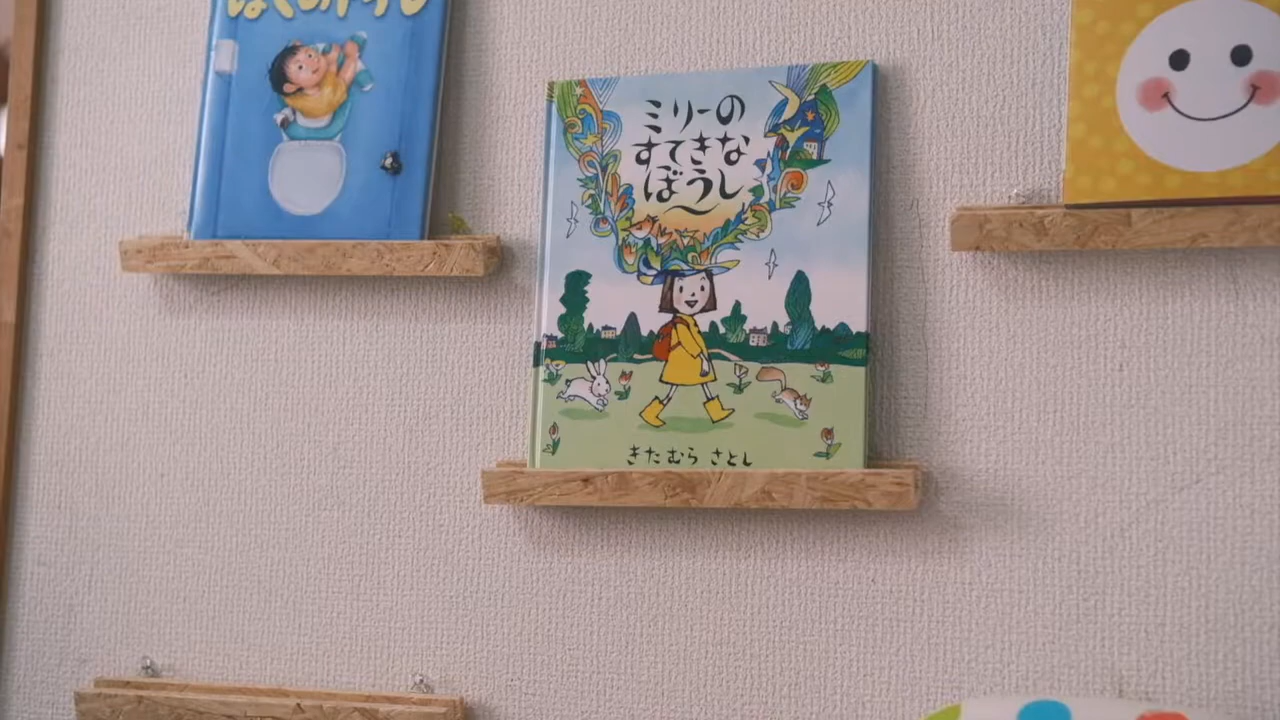 ミリーの
すてきな
ぼうし
きたむら さとし